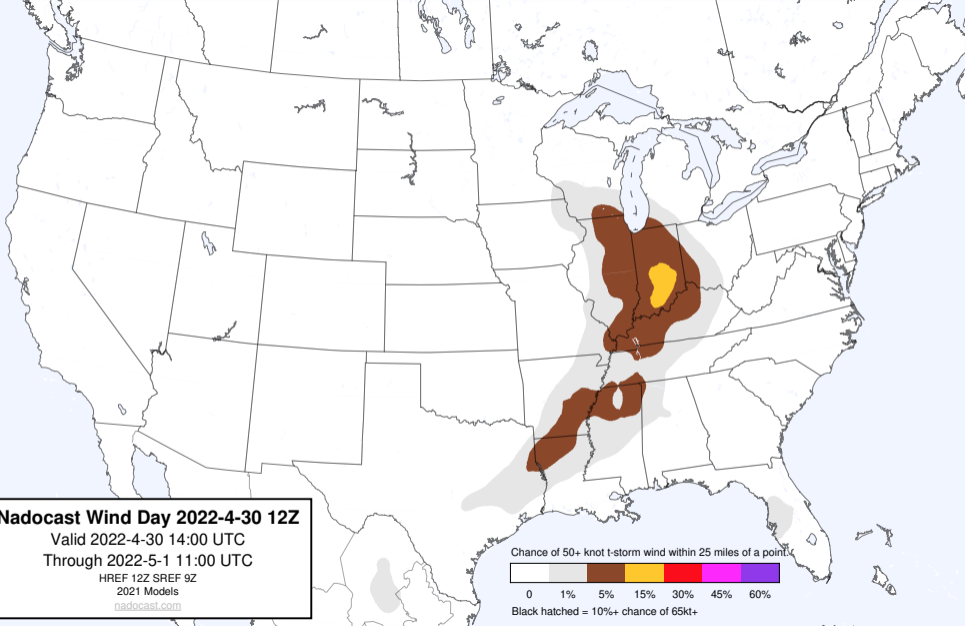 Nadocast Wind Day 2022-4-30 12Z
Valid 2022-4-30 14:00 UTC
Through 2022-5-1 11:00 UTC
HREF 12Z SREF 9Z
2021 Models
nadocast.com
Chance of 50+ knot t-storm wind within 25 miles of a point.
0 1% 5% 15% 30% 45% 60%
Black hatched = 10%+ chance of 65kt+